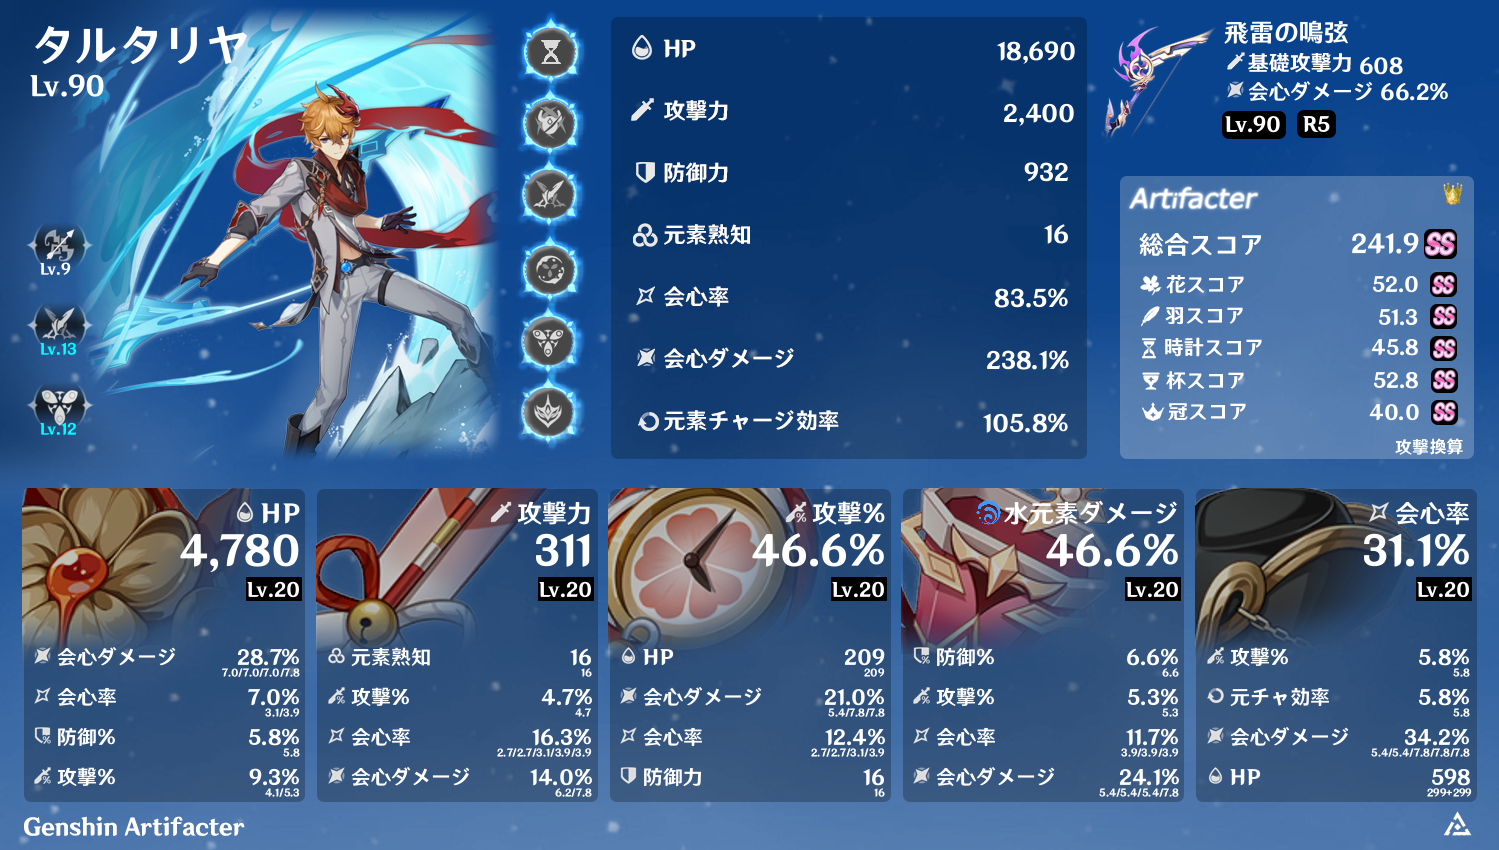 タルタリヤ
Lv.90
Lv.9
Lv.13
Lv.12
HP 18,690
攻撃力 2,400
防御力 932
元素熟知 16
会心率 83.5%
会心ダメージ 238.1%
元素チャージ効率 105.8%
飛雷の鳴弦
基礎攻撃力 608
会心ダメージ 66.2%
Lv.90 R5
Artifacter
総合スコア 241.9 SS
花スコア 52.0 SS
羽スコア 51.3 SS
時計スコア 45.8 SS
杯スコア 52.8 SS
冠スコア 40.0 SS
攻撃換算
HP
4,780
Lv.20
会心ダメージ 28.7%
7.0/7.0/7.0/7.8
会心率 7.0%
3.1/3.9
防御% 5.8%
5.8
攻撃% 9.3%
4.1/5.3
攻撃力
311
Lv.20
元素熟知 16
16
攻撃% 4.7%
4.7
会心率 16.3%
2.7/2.7/3.1/3.9/3.9
会心ダメージ 14.0%
6.2/7.8
攻撃%
46.6%
Lv.20
HP 209
209
会心ダメージ 21.0%
5.4/7.8/7.8
会心率 12.4%
2.7/2.7/3.1/3.9
防御力 16
16
水元素ダメージ
46.6%
Lv.20
防御% 6.6%
6.6
攻撃% 5.3%
5.3
会心率 11.7%
3.9/3.9/3.9
会心ダメージ 24.1%
5.4/5.4/5.4/7.8
会心率
31.1%
Lv.20
攻撃% 5.8%
5.8
元チャ効率 5.8%
5.8
会心ダメージ 34.2%
5.4/5.4/7.8/7.8/7.8
HP 598
299+299
Genshin Artifacter